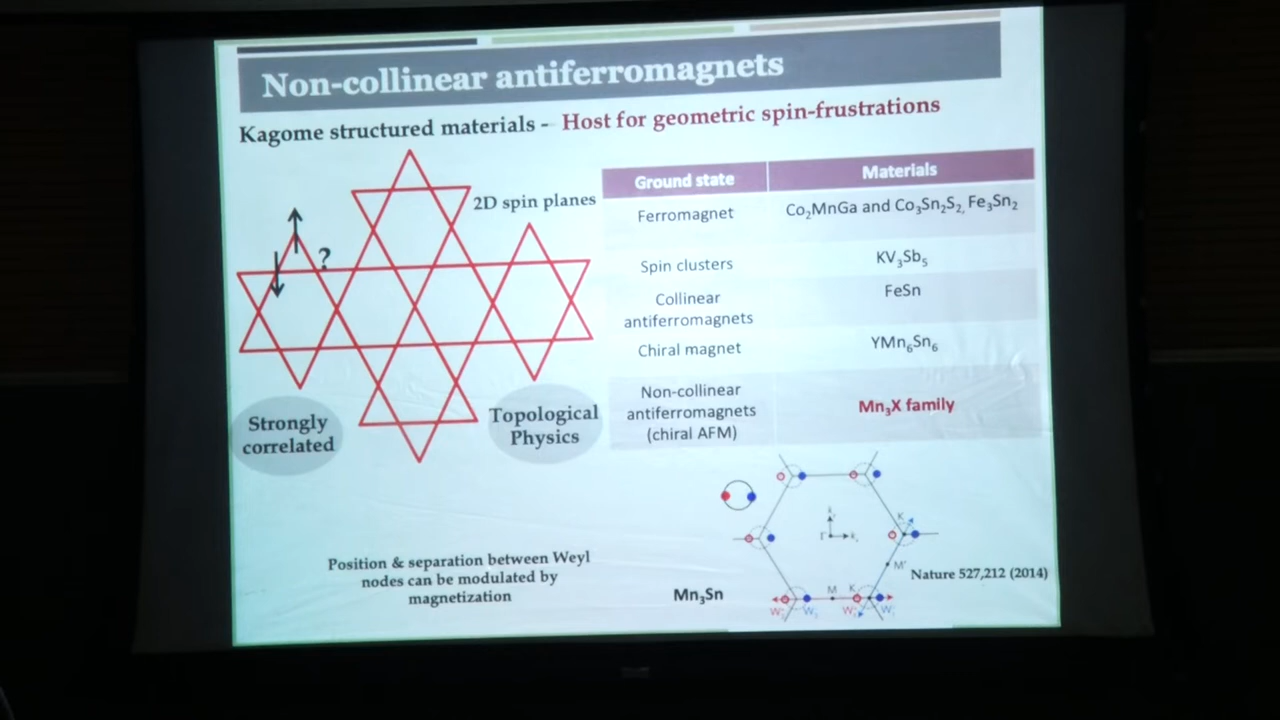 Non-collinear antiferromagnets
Kagome structured materials - Host for geometric spin-frustrations
2D spin planes
?
Strongly
correlated
Topological
Physics
Ground state Materials
Ferromagnet Co₂MnGa and Co₃Sn₂S₂, Fe₃Sn₂
Spin clusters KV₃Sb₅
Collinear
antiferromagnets
FeSn
Chiral magnet YMn₆Sn₆
Non-collinear
antiferromagnets
(chiral AFM)
Mn₃X family
Position & separation between Weyl
nodes can be modulated by
magnetization
Mn₃Sn
K
M'
M K
Nature 527,212 (2014)